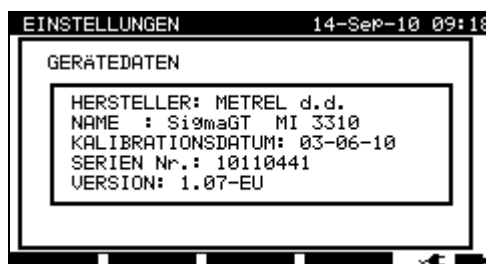 EINSTELLUNGEN 14-Sep-10 09:18
GERÄTEDATEN
HERSTELLER: METREL d.d.
NAME : SigmaGT MI 3310
KALIBRATIONSDATUM: 03-06-10
SERIEN Nr.: 10110441
VERSION: 1.07-EU